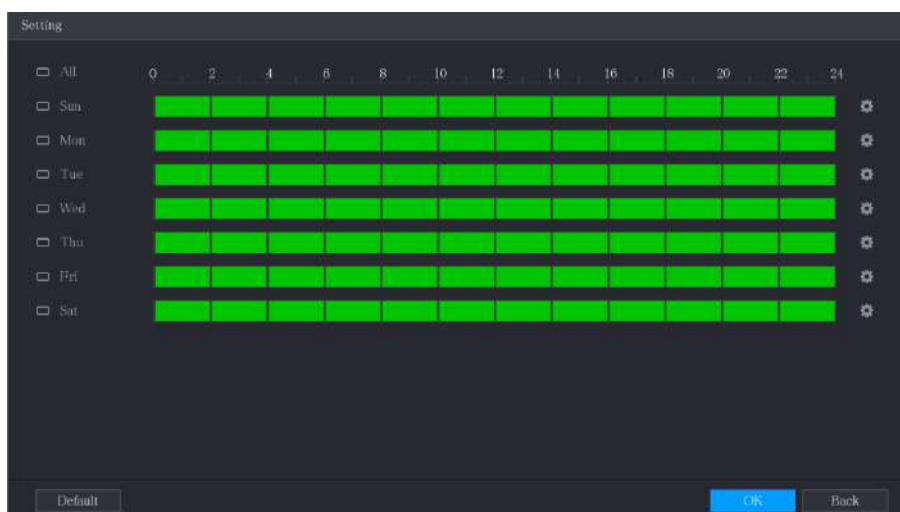 Setting
All 0 2 4 6 8 10 12 14 16 18 20 22 24
Sun
Mon
Tue
Wed
Thu
Fri
Sat
Default OK Back